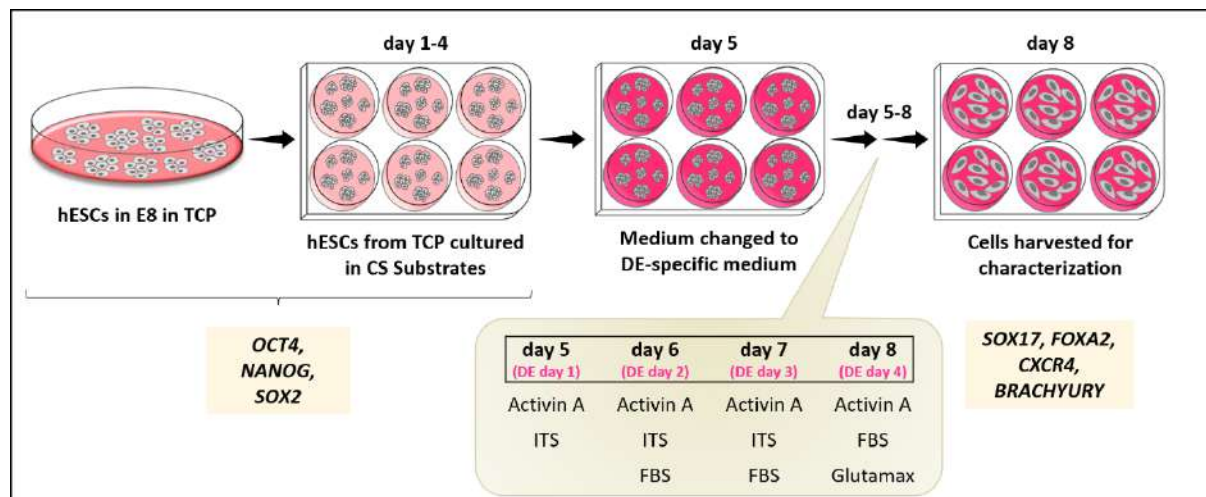 day 1-4
day 5
day 8
day 5-8
hESCs in E8 in TCP
hESCs from TCP cultured
in CS Substrates
Medium changed to
DE-specific medium
Cells harvested for
characterization
OCT4,
NANOG,
SOX2
day 5 day 6 day 7 day 8
(DE day 1) (DE day 2) (DE day 3) (DE day 4)
Activin A Activin A Activin A Activin A
ITS ITS ITS FBS
FBS FBS Glutamax
SOX17, FOXA2,
CXCR4,
BRACHYURY